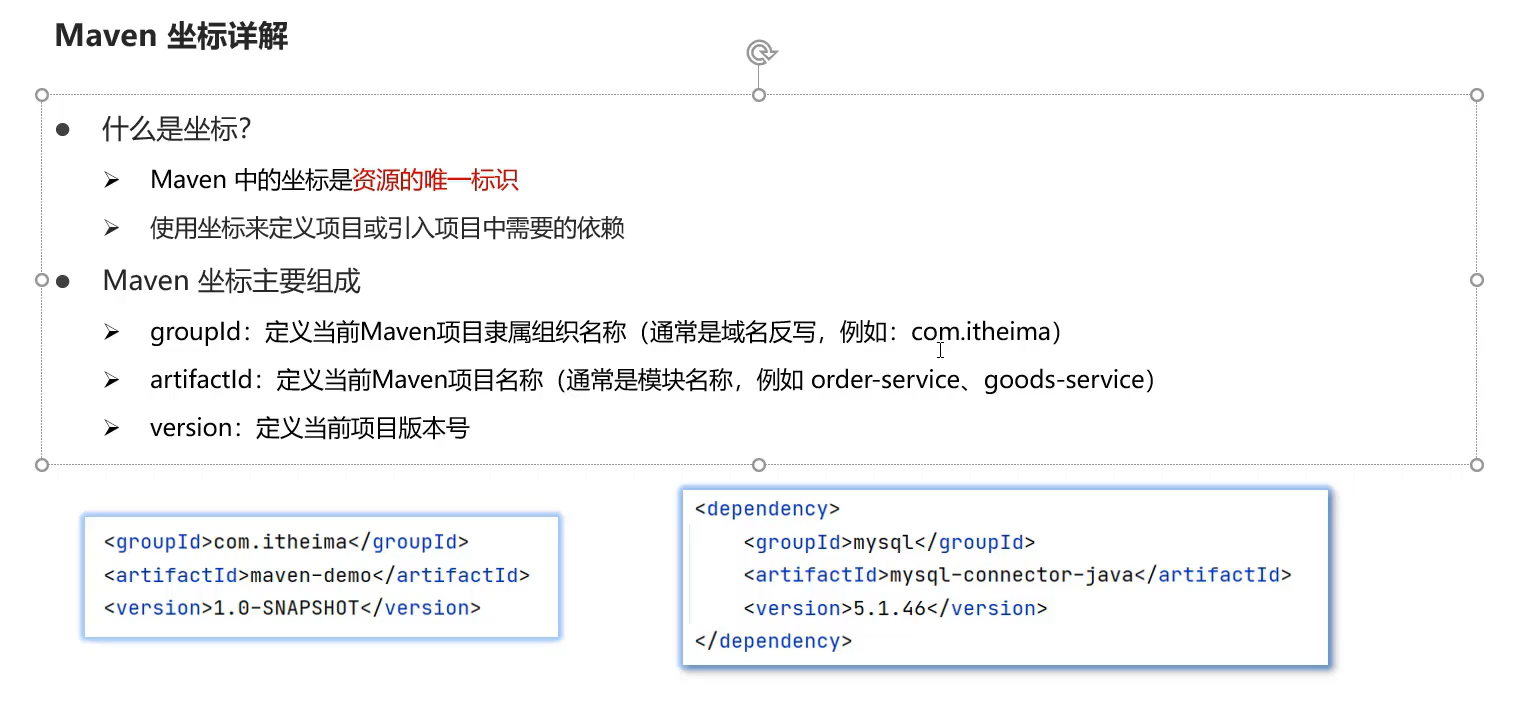 Maven 坐标详解
什么是坐标？
Maven 中的坐标是资源的唯一标识
使用坐标来定义项目或引入项目中需要的依赖
Maven 坐标主要组成
groupId：定义当前Maven项目隶属组织名称（通常是域名反写，例如：com.itheima）
artifactId：定义当前Maven项目名称（通常是模块名称，例如 order-service、goods-service）
version：定义当前项目版本号
<groupId>com.itheima</groupId>
<artifactId>maven-demo</artifactId>
<version>1.0-SNAPSHOT</version>
<dependency>
<groupId>mysql</groupId>
<artifactId>mysql-connector-java</artifactId>
<version>5.1.46</version>
</dependency>